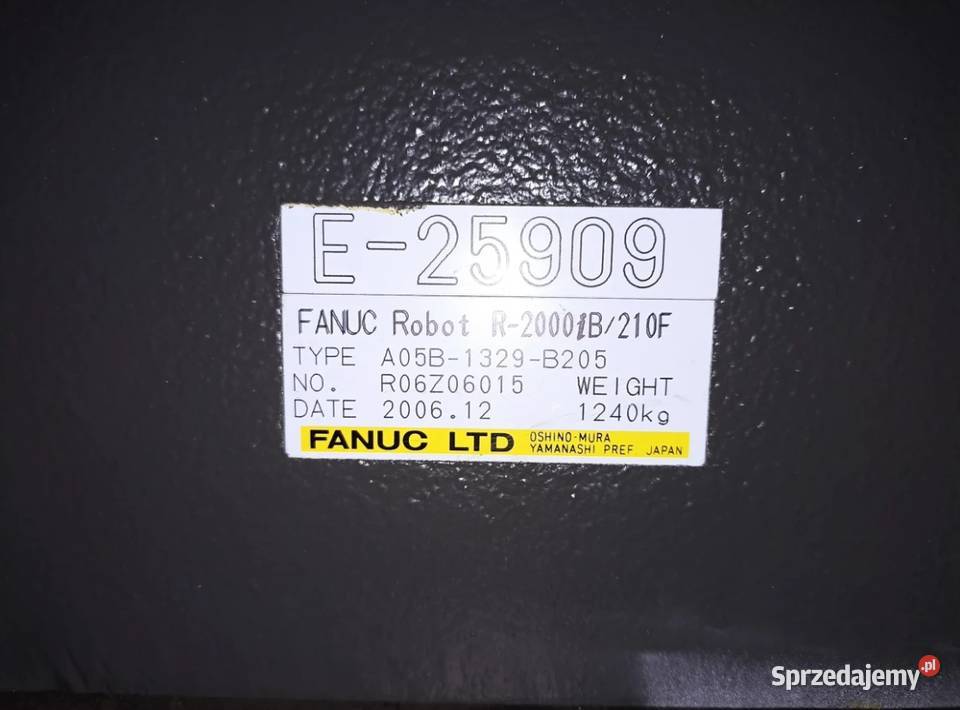 E-25909
FANUC Robot R-2000iB/210F
TYPE A05B-1329-B205
NO. R06Z06015 WEIGHT
DATE 2006.12 1240kg
FANUC LTD OSHINO-MURA
YAMANASHI PREF. JAPAN
Sprzedajemy.pl